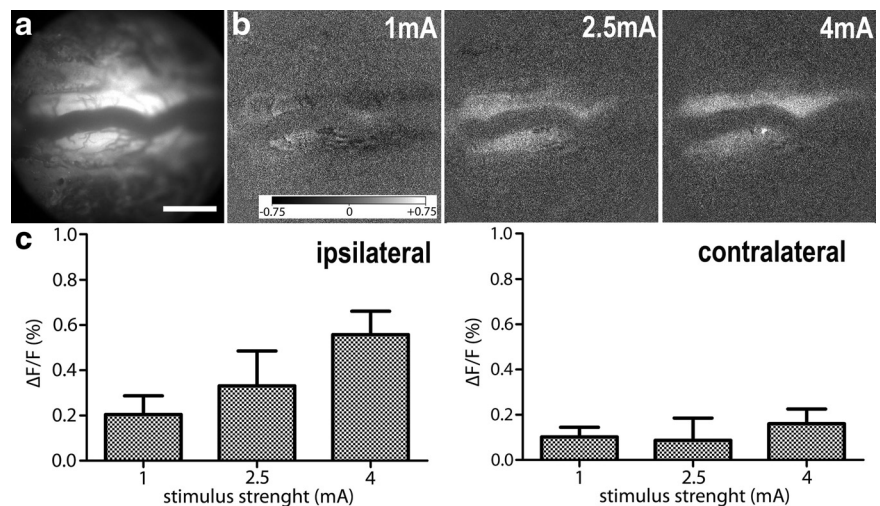 a
b
1mA
2.5mA
4mA
-0.75 0 +0.75
c
ipsilateral
ΔF/F (%)
1.0
0.8
0.6
0.4
0.2
0.0
1 2.5 4
stimulus strenght (mA)
contralateral
ΔF/F (%)
1.0
0.8
0.6
0.4
0.2
0.0
1 2.5 4
stimulus strenght (mA)